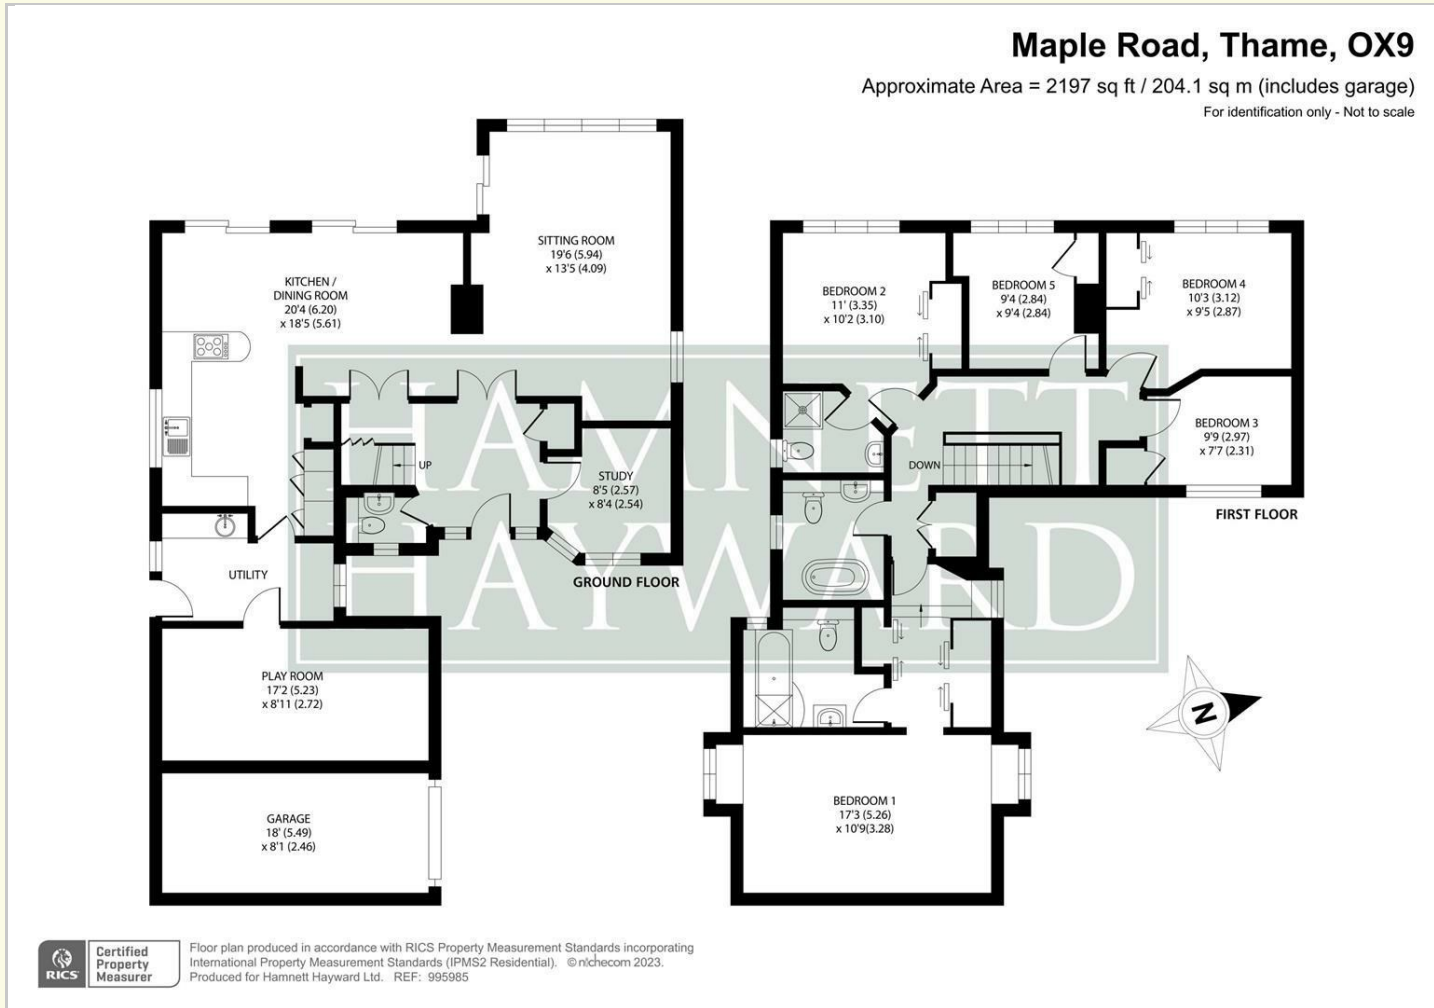 Maple Road, Thame, OX9
Approximate Area = 2197 sq ft / 204.1 sq m (includes garage)
For identification only - Not to scale
SITTING ROOM
19'6 (5.94)
x 13'5 (4.09)
KITCHEN /
DINING ROOM
20'4 (6.20)
x 18'5 (5.61)
UP
STUDY
8'5 (2.57)
x 8'4 (2.54)
GROUND FLOOR
UTILITY
PLAY ROOM
17'2 (5.23)
x 8'11 (2.72)
GARAGE
18' (5.49)
x 8'1 (2.46)
BEDROOM 2
11' (3.35)
x 10'2 (3.10)
BEDROOM 5
9'4 (2.84)
x 9'4 (2.84)
BEDROOM 4
10'3 (3.12)
x 9'5 (2.87)
BEDROOM 3
9'9 (2.97)
x 7'7 (2.31)
DOWN
FIRST FLOOR
BEDROOM 1
17'3 (5.26)
x 10'9(3.28)
HAMNETT
HAYWARD
N
RICS
Certified
Property
Measurer
Floor plan produced in accordance with RICS Property Measurement Standards incorporating
International Property Measurement Standards (IPMS2 Residential). © nichecom 2023.
Produced for Hamnett Hayward Ltd. REF: 995985